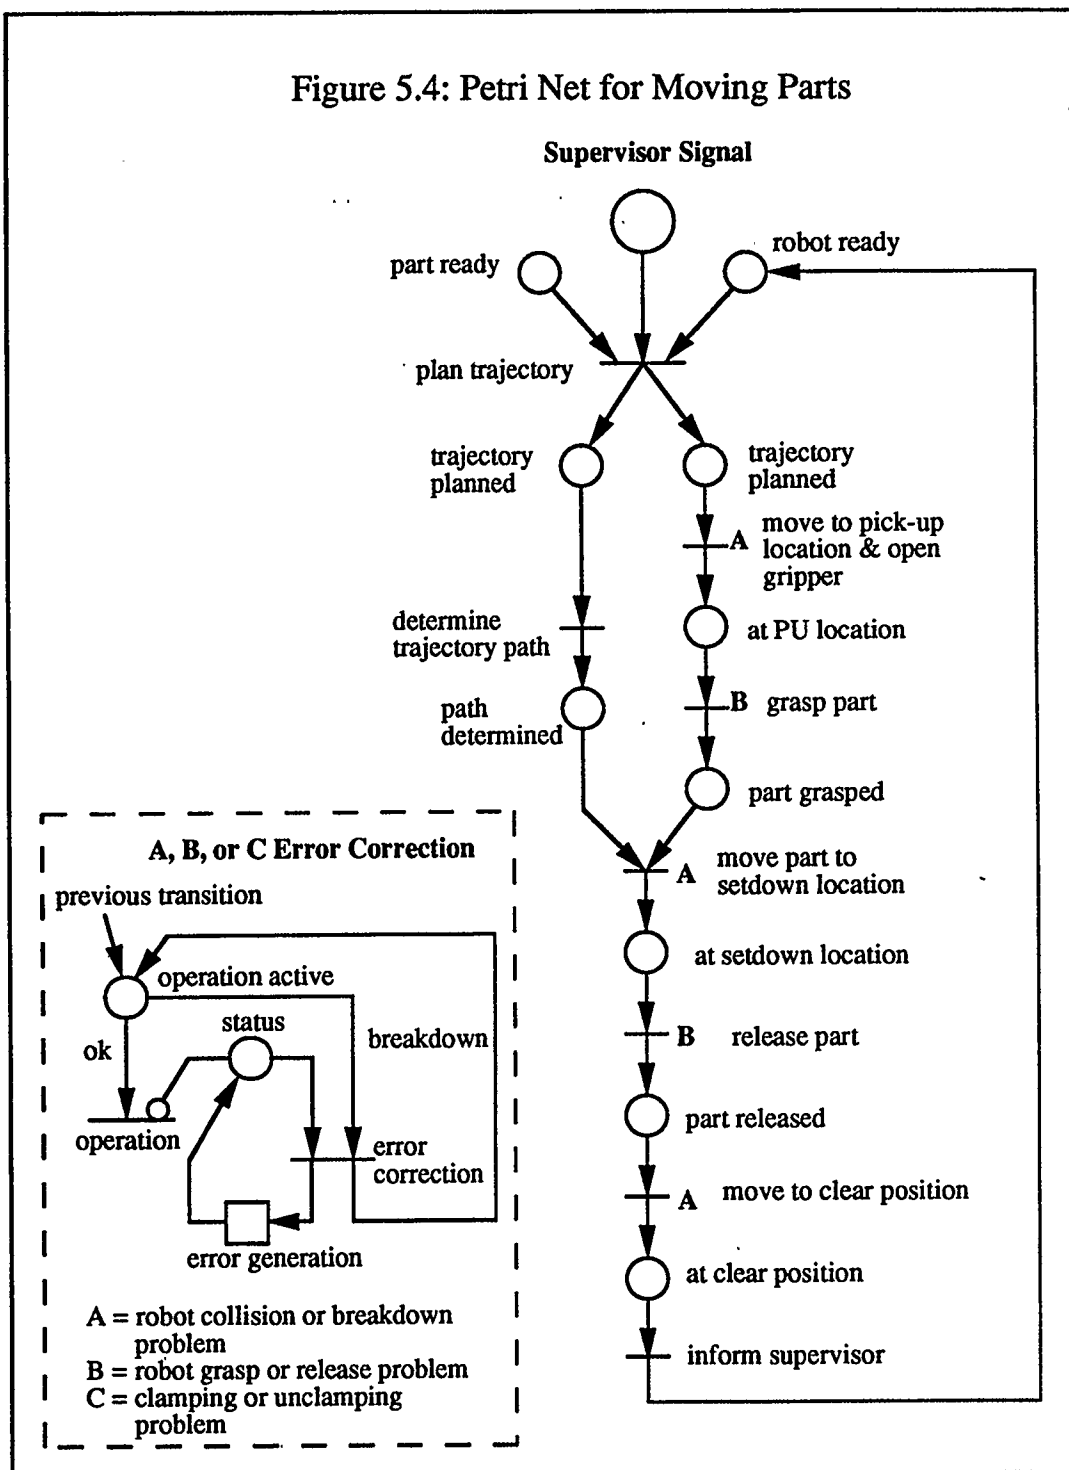 Figure 5.4: Petri Net for Moving Parts
Supervisor Signal
part ready
robot ready
plan trajectory
trajectory
planned
trajectory
planned
A
move to pick-up
location & open
gripper
determine
trajectory path
at PU location
path
determined
B
grasp part
part grasped
A
move part to
setdown location
at setdown location
B
release part
part released
A
move to clear position
at clear position
inform supervisor
A, B, or C Error Correction
previous transition
operation active
status
ok
breakdown
operation
error
correction
error generation
A = robot collision or breakdown
problem
B = robot grasp or release problem
C = clamping or unclamping
problem